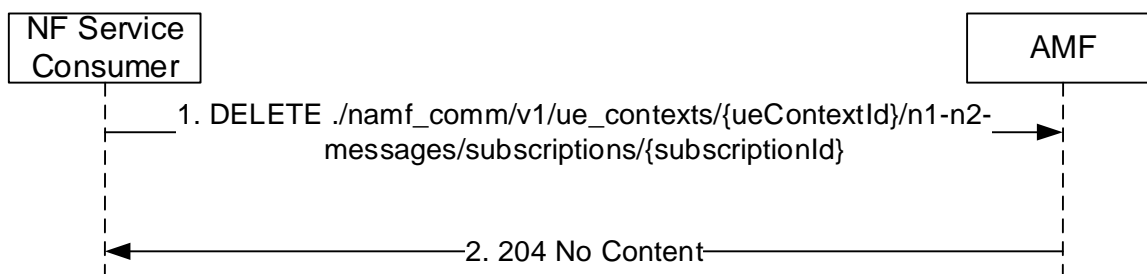 NF Service
Consumer
AMF
1. DELETE ./namf_comm/v1/ue_contexts/{ueContextId}/n1-n2-
messages/subscriptions/{subscriptionId}
2. 204 No Content